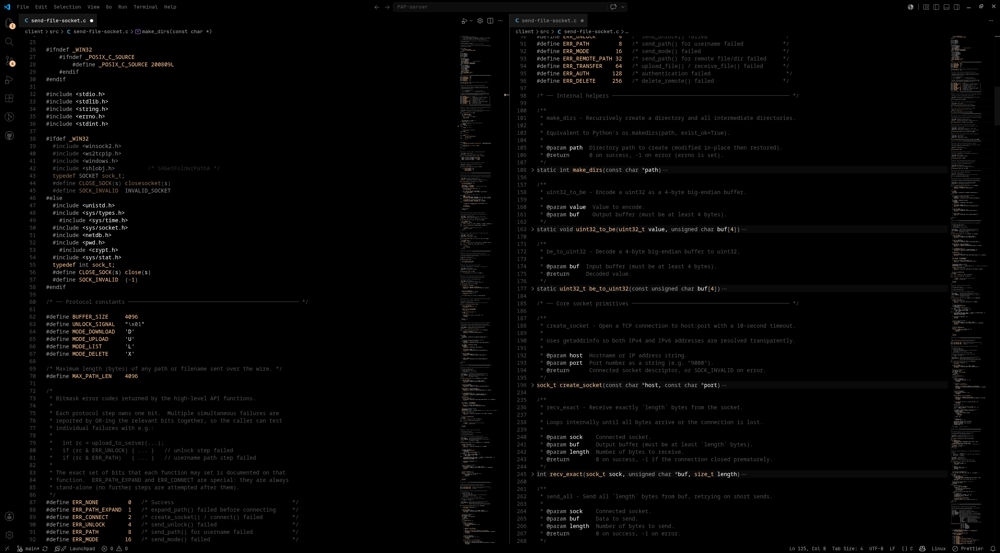 File Edit Selection View Go Run Terminal Help
PAP-server
send-file-socket.c
client > src > C send-file-socket.c > make_dirs(const char *)
25
26 #ifndef _WIN32
27     #ifndef _POSIX_C_SOURCE
28         #define _POSIX_C_SOURCE 200809L
29     #endif
30 #endif
31
32 #include <stdio.h>
33 #include <stdlib.h>
34 #include <string.h>
35 #include <errno.h>
36 #include <stdint.h>
37
38 #ifdef _WIN32
39   #include <winsock2.h>
40   #include <ws2tcpip.h>
41   #include <windows.h>
42   #include <shlobj.h>          /* SHGetFolderPathA */
43   typedef SOCKET sock_t;
44   #define CLOSE_SOCK(s) closesocket(s)
45   #define SOCK_INVALID  INVALID_SOCKET
46 #else
47   #include <unistd.h>
48   #include <sys/types.h>
49     #include <sys/time.h>
50   #include <sys/socket.h>
51   #include <netdb.h>
52   #include <pwd.h>
53     #include <crypt.h>
54   #include <sys/stat.h>
55   typedef int sock_t;
56   #define CLOSE_SOCK(s) close(s)
57   #define SOCK_INVALID  (-1)
58 #endif
59
60 /* ── Protocol constants ──────────────────────────────────────────────────── */
61
62 #define BUFFER_SIZE     4096
63 #define UNLOCK_SIGNAL   "\x01"
64 #define MODE_DOWNLOAD   'D'
65 #define MODE_UPLOAD     'U'
66 #define MODE_LIST       'L'
67 #define MODE_DELETE     'X'
68
69 /* Maximum length (bytes) of any path or filename sent over the wire. */
70 #define MAX_PATH_LEN    4096
71
72 /*
73  * Bitmask error codes returned by the high-level API functions.
74  *
75  * Each protocol step owns one bit.  Multiple simultaneous failures are
76  * reported by OR-ing the relevant bits together, so the caller can test
77  * individual failures with e.g.:
78  *
79  *   int rc = upload_to_server(...);
80  *   if (rc & ERR_UNLOCK) { ... }   // unlock step failed
81  *   if (rc & ERR_PATH)   { ... }   // username path step failed
82  *
83  * The exact set of bits that each function may set is documented on that
84  * function.  ERR_PATH_EXPAND and ERR_CONNECT are special: they are always
85  * stand-alone (no further steps are attempted after them).
86  */
87 #define ERR_NONE         0   /* Success                                    */
88 #define ERR_PATH_EXPAND  1   /* expand_path() failed before connecting     */
89 #define ERR_CONNECT      2   /* create_socket() / connect() failed         */
90 #define ERR_UNLOCK       4   /* send_unlock() failed                       */
91 #define ERR_PATH         8   /* send_path() for username failed            */
92 #define ERR_MODE        16   /* send_mode() failed                         */
send-file-socket.c
client > src > C send-file-socket.c > ...
90 #define ERR_UNLOCK       4   /* send_unlock() failed                       */
91 #define ERR_PATH         8   /* send_path() for username failed            */
92 #define ERR_MODE        16   /* send_mode() failed                         */
93 #define ERR_REMOTE_PATH 32   /* send_path() for remote file/dir failed     */
94 #define ERR_TRANSFER    64   /* upload_file() / receive_file() failed      */
95 #define ERR_AUTH       128   /* authentication failed                       */
96 #define ERR_DELETE     256   /* delete_remote() failed                     */
97
98 /* ── Internal helpers ────────────────────────────────────────────────────── */
99
100 /**
101  * make_dirs - Recursively create a directory and all intermediate directories.
102  *
103  * Equivalent to Python's os.makedirs(path, exist_ok=True).
104  *
105  * @param path  Directory path to create (modified in-place then restored).
106  * @return      0 on success, -1 on error (errno is set).
107  */
108 > static int make_dirs(const char *path) ···
156
157 /**
158  * uint32_to_be - Encode a uint32 as a 4-byte big-endian buffer.
159  *
160  * @param value  Value to encode.
161  * @param buf    Output buffer (must be at least 4 bytes).
162  */
163 > static void uint32_to_be(uint32_t value, unsigned char buf[4]) ···
170
171 /**
172  * be_to_uint32 - Decode a 4-byte big-endian buffer to uint32.
173  *
174  * @param buf  Input buffer (must be at least 4 bytes).
175  * @return     Decoded value.
176  */
177 > static uint32_t be_to_uint32(const unsigned char buf[4]) ···
184
185 /* ── Core socket primitives ──────────────────────────────────────────────── */
186
187 /**
188  * create_socket - Open a TCP connection to host:port with a 10-second timeout.
189  *
190  * Uses getaddrinfo so both IPv4 and IPv6 addresses are resolved transparently.
191  *
192  * @param host  Hostname or IP address string.
193  * @param port  Port number as a string (e.g. "9000").
194  * @return      Connected socket descriptor, or SOCK_INVALID on error.
195  */
196 > sock_t create_socket(const char *host, const char *port) ···
234
235 /**
236  * recv_exact - Receive exactly `length` bytes from the socket.
237  *
238  * Loops internally until all bytes arrive or the connection is lost.
239  *
240  * @param sock    Connected socket.
241  * @param buf     Output buffer (must be at least `length` bytes).
242  * @param length  Number of bytes to receive.
243  * @return        0 on success, -1 if the connection closed prematurely.
244  */
245 > int recv_exact(sock_t sock, unsigned char *buf, size_t length) ···
260
261 /**
262  * send_all - Send all `length` bytes from buf, retrying on short sends.
263  *
264  * @param sock    Connected socket.
265  * @param buf     Data to send.
266  * @param length  Number of bytes to send.
267  * @return        0 on success, -1 on error.
268  */
1
4
main* Launchpad 0 0 Ln 125, Col 8 Tab Size: 4 UTF-8 LF {} C Linux Prettier